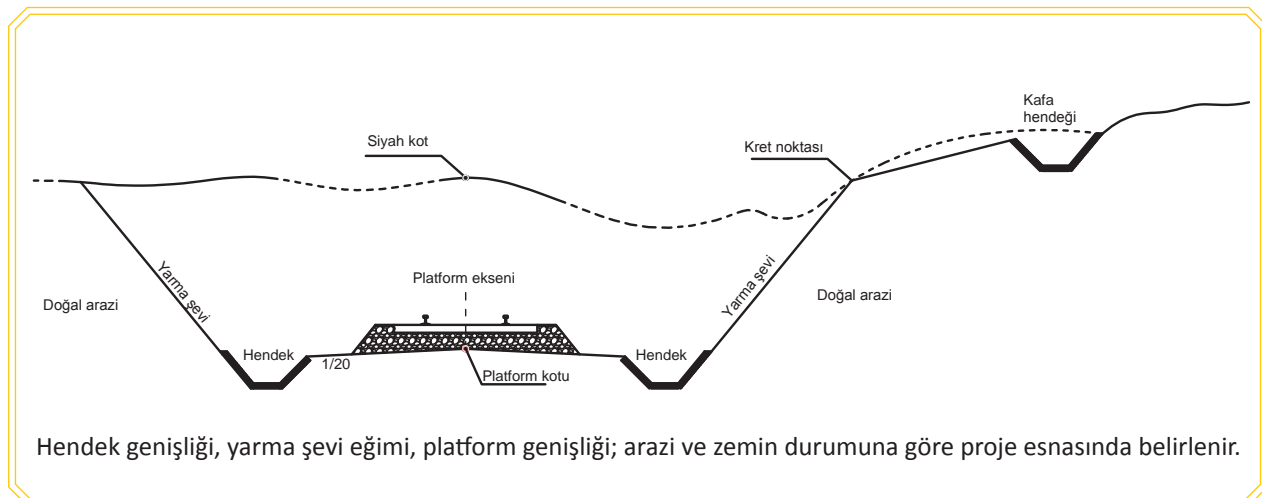 Kafa
hendeği
Siyah kot
Kret noktası
Yarma şevi
Platform ekseni
Yarma şevi
Doğal arazi
Doğal arazi
Hendek
1/20
Hendek
Platform kotu
Hendek genişliği, yarma şevi eğimi, platform genişliği; arazi ve zemin durumuna göre proje esnasında belirlenir.